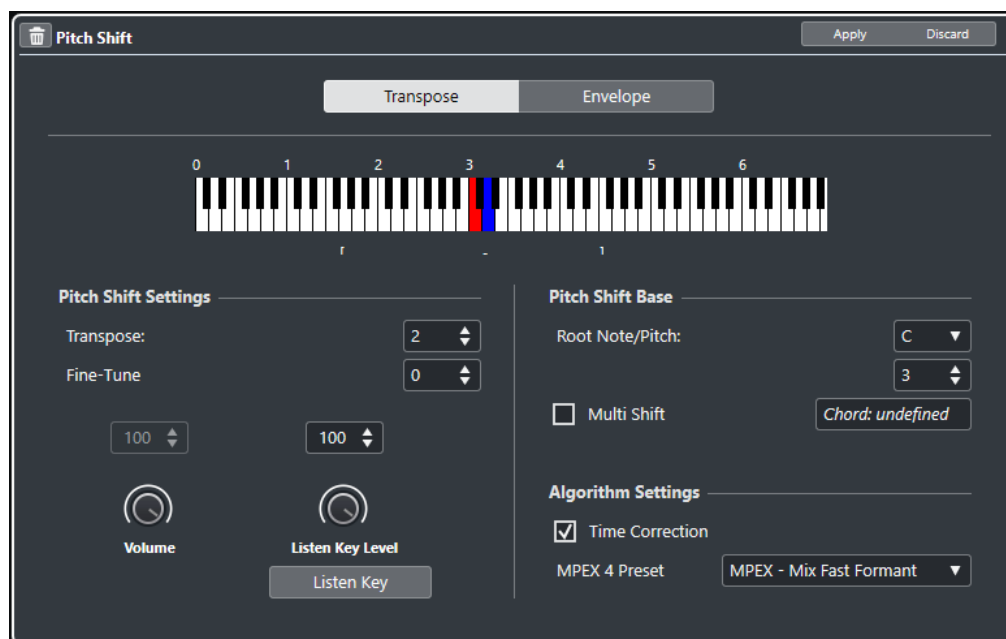 Pitch Shift Apply Discard
Transpose Envelope
0 1 2 3 4 5 6
Pitch Shift Settings
Transpose: 2
Fine-Tune 0
100 100
Volume Listen Key Level
Listen Key
Pitch Shift Base
Root Note/Pitch: C
3
Multi Shift Chord: undefined
Algorithm Settings
Time Correction
MPEX 4 Preset MPEX - Mix Fast Formant